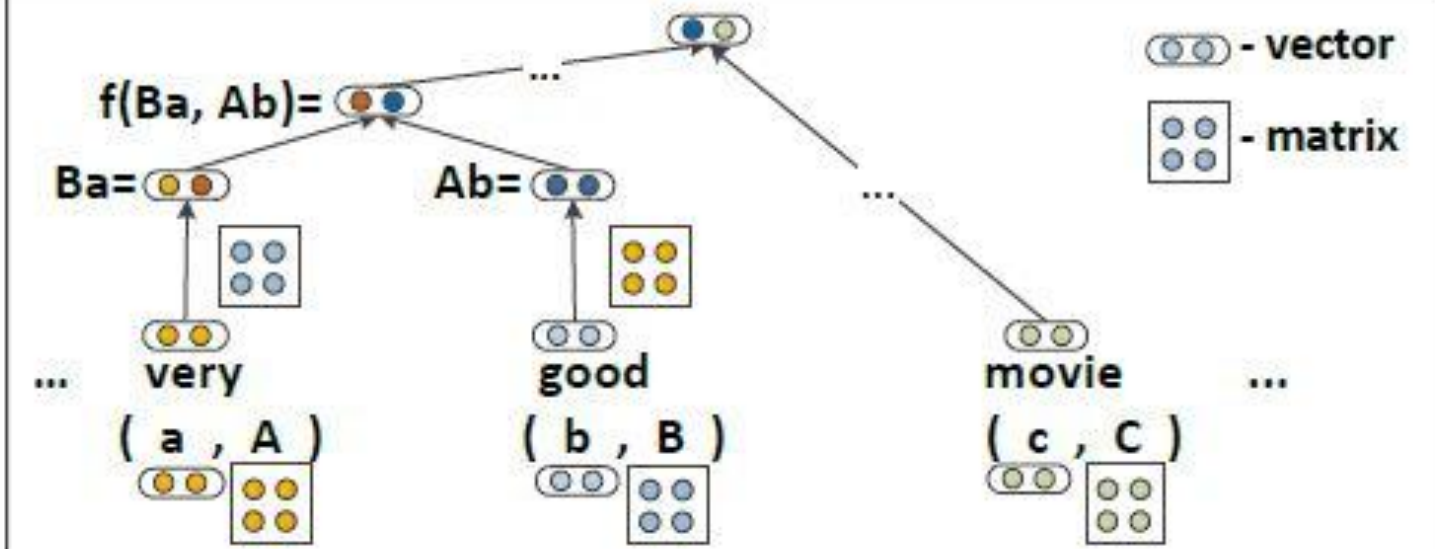 - vector
...
f(Ba, Ab)=
- matrix
Ba=
Ab=
...
... very good movie ...
( a , A ) ( b , B ) ( c , C )